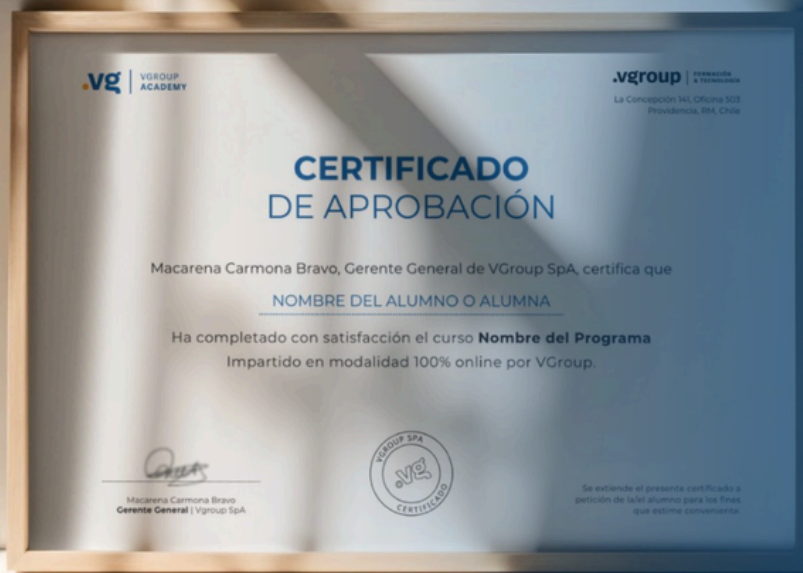 .vg | VGROUP
ACADEMY
.vgroup | FORMACIÓN
& TECNOLOGÍA
La Concepción 141, Oficina 503
Providencia, RM, Chile
CERTIFICADO
DE APROBACIÓN
Macarena Carmona Bravo, Gerente General de VGroup SpA, certifica que
NOMBRE DEL ALUMNO O ALUMNA
Ha completado con satisfacción el curso Nombre del Programa
Impartido en modalidad 100% online por VGroup.
VGROUP SPA
.vg
CERTIFICADO
Macarena Carmona Bravo
Gerente General | Vgroup SpA
Se extiende el presente certificado a
petición de la/el alumno para los fines
que estime conveniente.